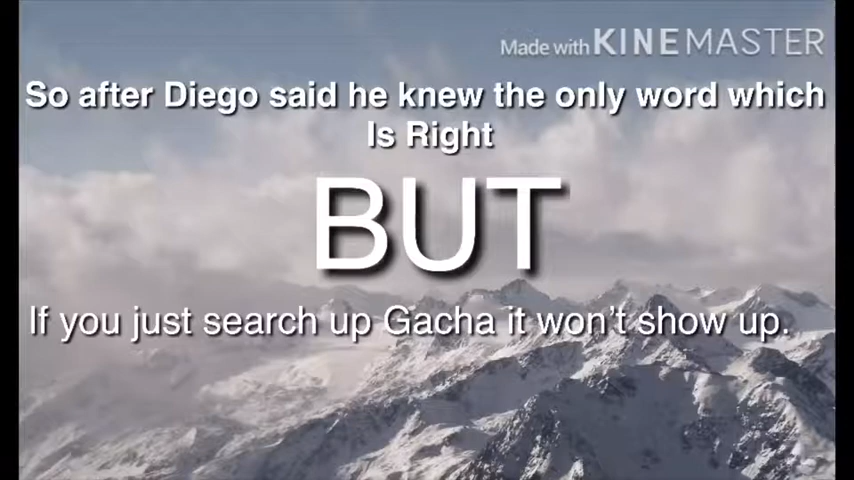 Made with KINEMASTER
So after Diego said he knew the only word which
Is Right
BUT
If you just search up Gacha it won't show up.